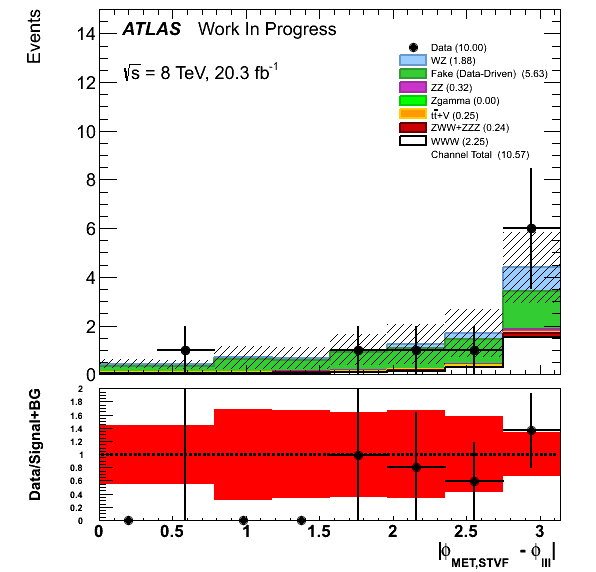 Events
ATLAS Work In Progress
√s = 8 TeV, 20.3 fb⁻¹
Data (10.00)
WZ (1.88)
Fake (Data-Driven) (5.63)
ZZ (0.32)
Zgamma (0.00)
tt̄+V (0.25)
ZWW+ZZZ (0.24)
WWW (2.25)
Channel Total (10.57)
14
12
10
8
6
4
2
0
Data/Signal+BG
2
1.8
1.6
1.4
1.2
1
0.8
0.6
0.4
0.2
0
0 0.5 1 1.5 2 2.5 3
|ϕMET,STVF - ϕlll|